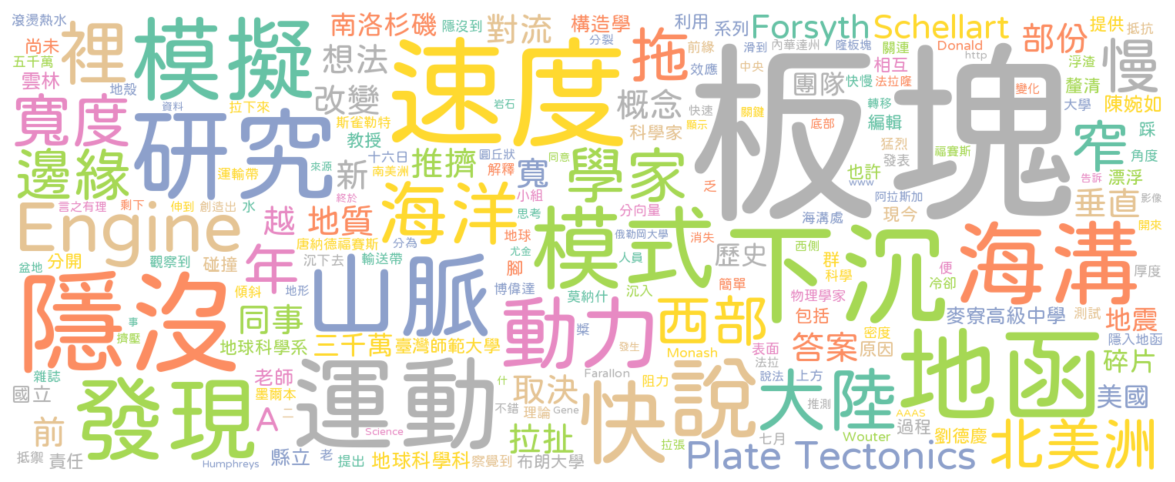 滾燙熱水
尚未
五千萬
雲林
地殼
裡
模擬
南洛杉磯
想法
改變
斯雀勒特
拉下來
教授
隱沒到
對流
分裂
速度
岩石
構造學
拖
概念
科學家
利用
前緣
效應
快速
顯示
系列
內華達州
中央
關鍵
Forsyth
隆板塊
團隊
快慢
底部
Schellart
關連
Donald
相互
法拉隆
轉移
編輯
猛烈
發表
部份
http
變化
大學
福賽斯
提供
浮渣
釐清
陳婉如
抵抗
慢
窄
踩
角度
漂浮
告訴
影像
寬度
邊緣
運輸帶
研究
來源
十六日
南美洲
終於
推擠
圓丘狀
解釋
新
寬
小組
思考
同意
學家
分向量
板塊
也許
阿拉斯加
www
現今
海溝處
垂直
開來
言之有理
剩下
伸到
創造出
水
Engine
越
年
地質
唐納德福賽斯
分為
沉下去
海洋
地球
腳
模式
俄勒岡大學
尤金
消失
人員
歷史
西側
科學
群
下沉
便
冷卻
海溝
厚度
分開
盆地
觀察到
碰撞
傾斜
地形
輸送帶
隱沒
山脈
博偉達
動力
莫納什
沉入
槳
西部
簡單
物理學家
包括
麥寮高級中學
測試
地震
隱入地函
事
擠壓
同事
地球科學系
三千萬
臺灣師範大學
發生
Monash
表面
答案
密度
原因
地函
碎片
雜誌
國立
發現
老師
墨爾本
A
二
運動
什
不錯
取決
理論
Farallon
Gene
阻力
快
說
法拉
說法
上方
推測
大陸
AAAS
過程
美國
前
抵禦
責任
Humphreys
縣立
老
Science
提出
地球科學科
察覺到
拉扯
布朗大學
拉張
Plate Tectonics
七月
Wouter
劉德慶
北美洲